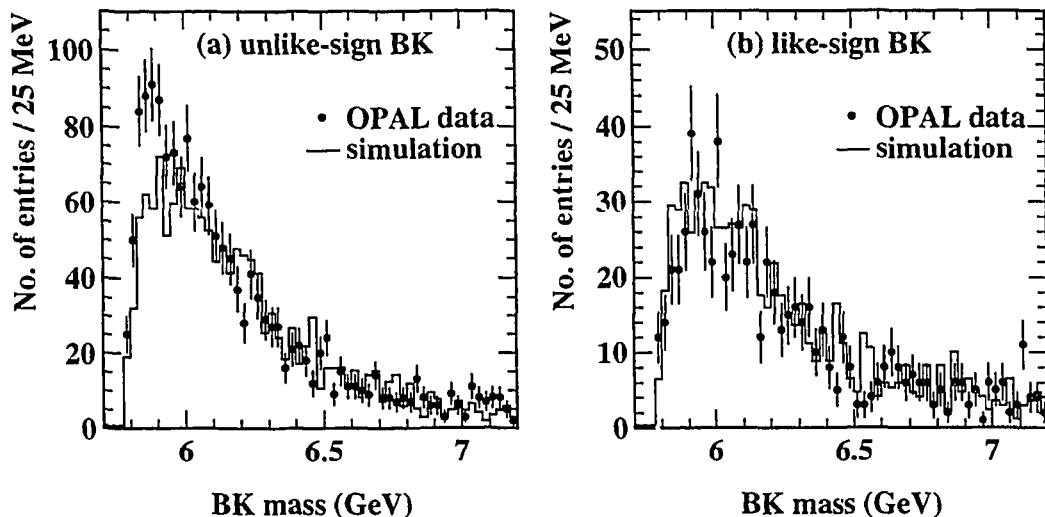 (a) unlike-sign BK
OPAL data
simulation
No. of entries / 25 MeV
100
80
60
40
20
0
6
6.5
7
BK mass (GeV)
(b) like-sign BK
OPAL data
simulation
No. of entries / 25 MeV
50
40
30
20
10
0
6
6.5
7
BK mass (GeV)